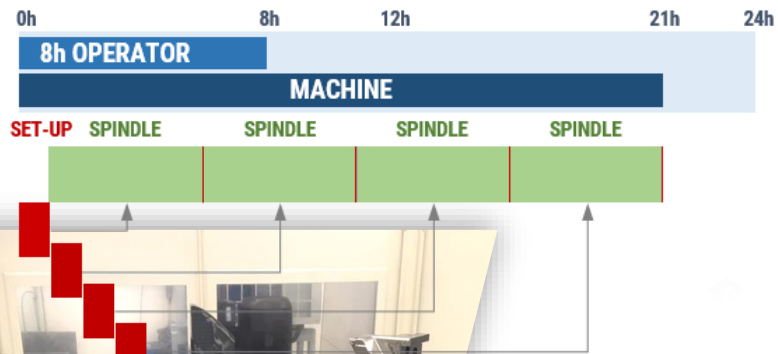 0h 8h 12h 21h 24h
8h OPERATOR
MACHINE
SET-UP SPINDLE SPINDLE SPINDLE SPINDLE